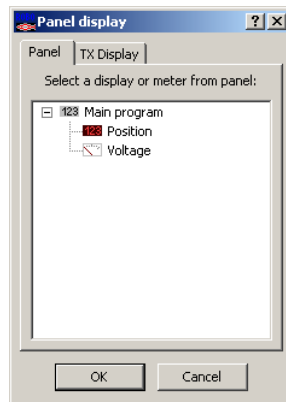 Panel display
Panel TX Display
Select a display or meter from panel:
123 Main program
123 Position
Voltage
OK Cancel